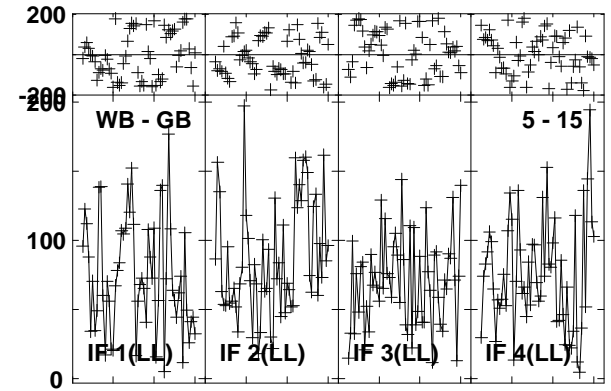 200
-200
200
WB - GB
5 - 15
100
0
IF 1(LL)
IF 2(LL)
IF 3(LL)
IF 4(LL)